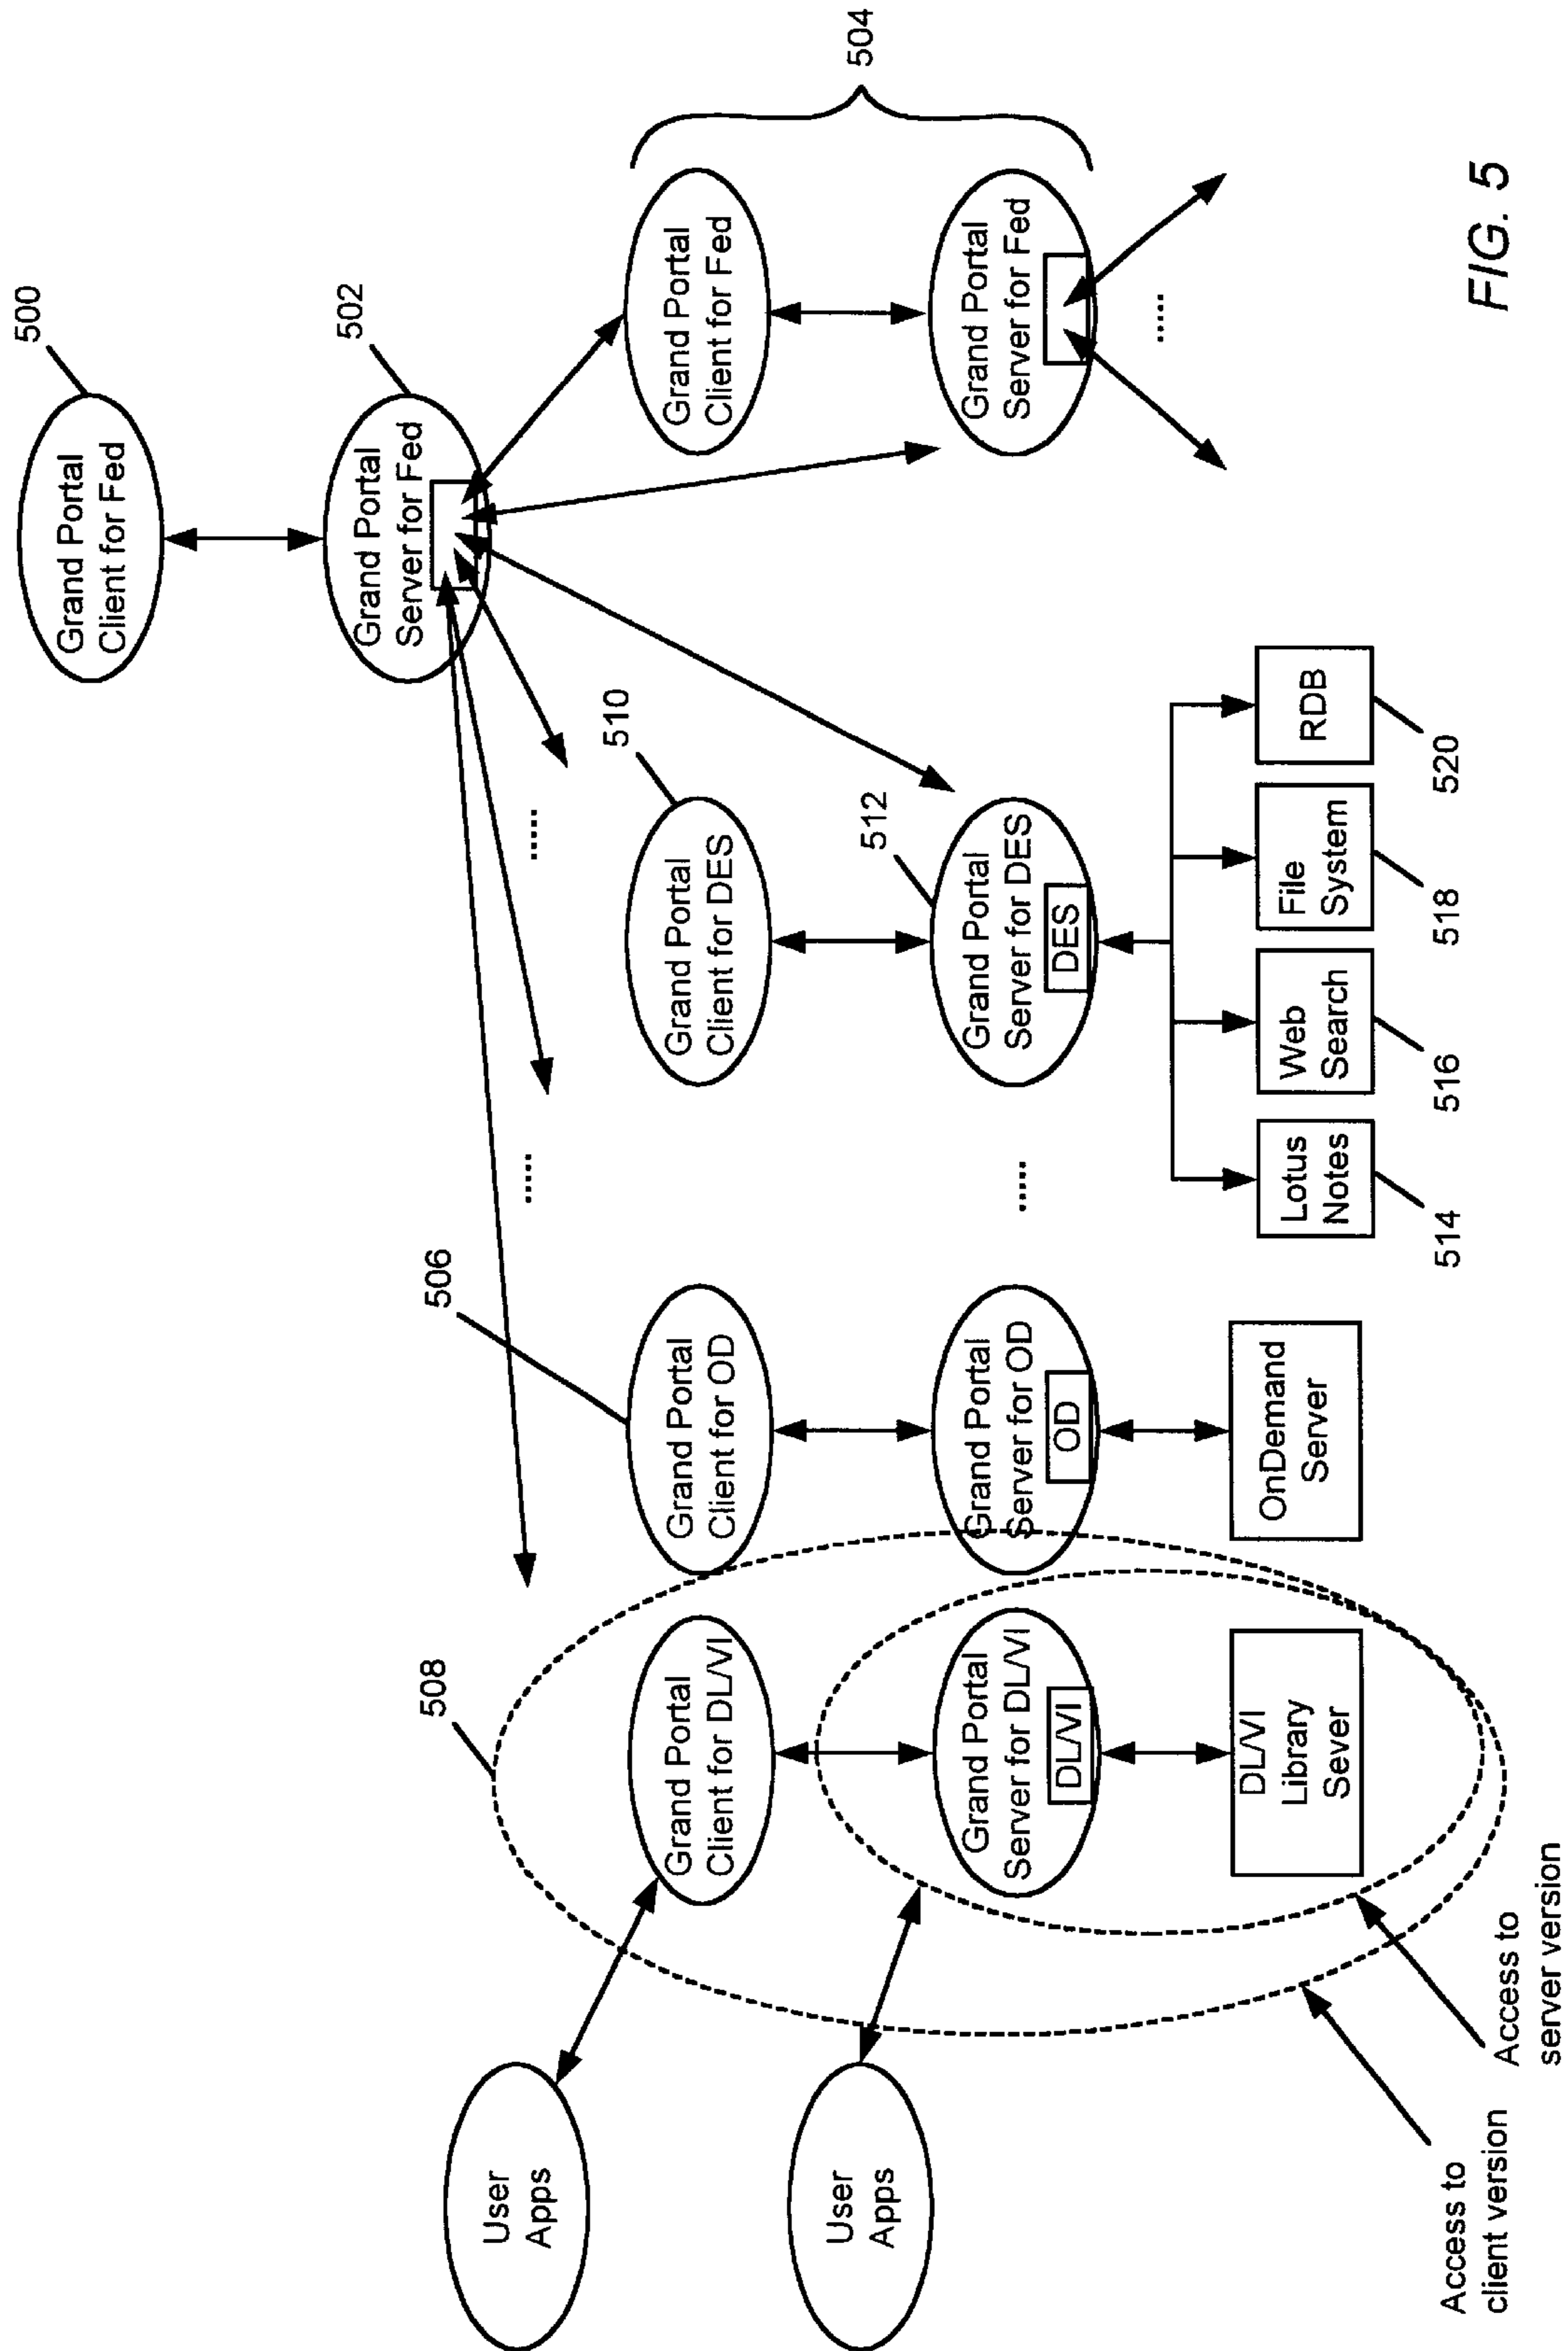 500
Grand Portal
Client for Fed
502
Grand Portal
Server for Fed
504
Grand Portal
Client for Fed
Grand Portal
Server for Fed
.....
.....
.....
510
Grand Portal
Client for DES
512
Grand Portal
Server for DES
DES
.....
Lotus
Notes
514
Web
Search
516
File
System
518
RDB
520
506
Grand Portal
Client for OD
Grand Portal
Server for OD
OD
OnDemand
Server
508
Grand Portal
Client for DL/VI
Grand Portal
Server for DL/VI
DL/VI
DL/VI
Library
Sever
User
Apps
User
Apps
Access to
client version
Access to
server version
FIG. 5